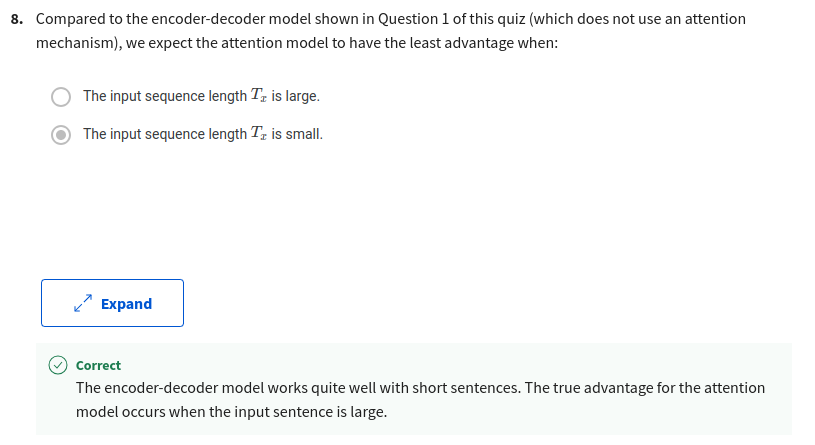 8. Compared to the encoder-decoder model shown in Question 1 of this quiz (which does not use an attention
mechanism), we expect the attention model to have the least advantage when:
The input sequence length Tₓ is large.
The input sequence length Tₓ is small.
Expand
Correct
The encoder-decoder model works quite well with short sentences. The true advantage for the attention
model occurs when the input sentence is large.